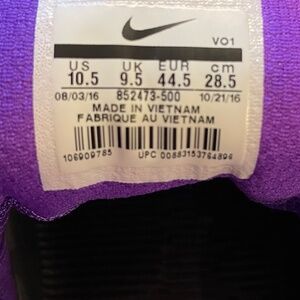 VO1
US UK EUR cm
10.5 9.5 44.5 28.5
08/03/16 852473-500 10/21/16
MADE IN VIETNAM
FABRIQUE AU VIETNAM
106909785 UPC 00883153764896